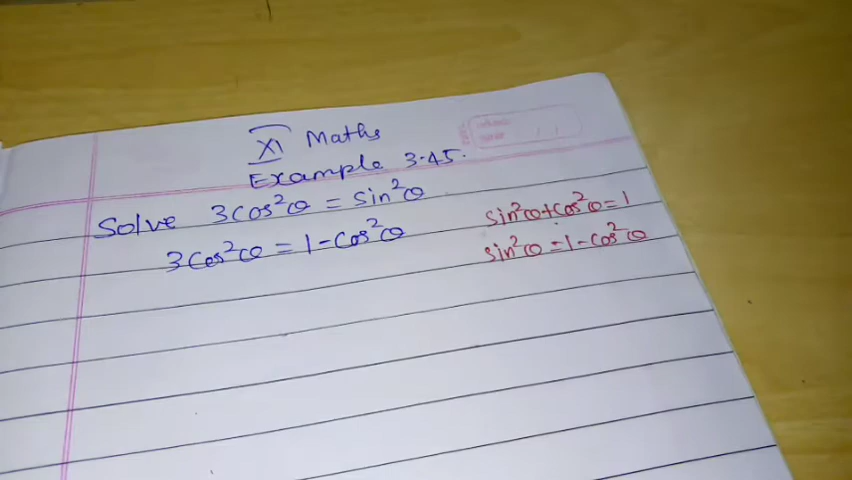 XI Maths
Example 3.45.
Solve 3cos²θ = sin²θ
3cos²θ = 1-cos²θ
sin²θ+cos²θ=1
sin²θ=1-cos²θ